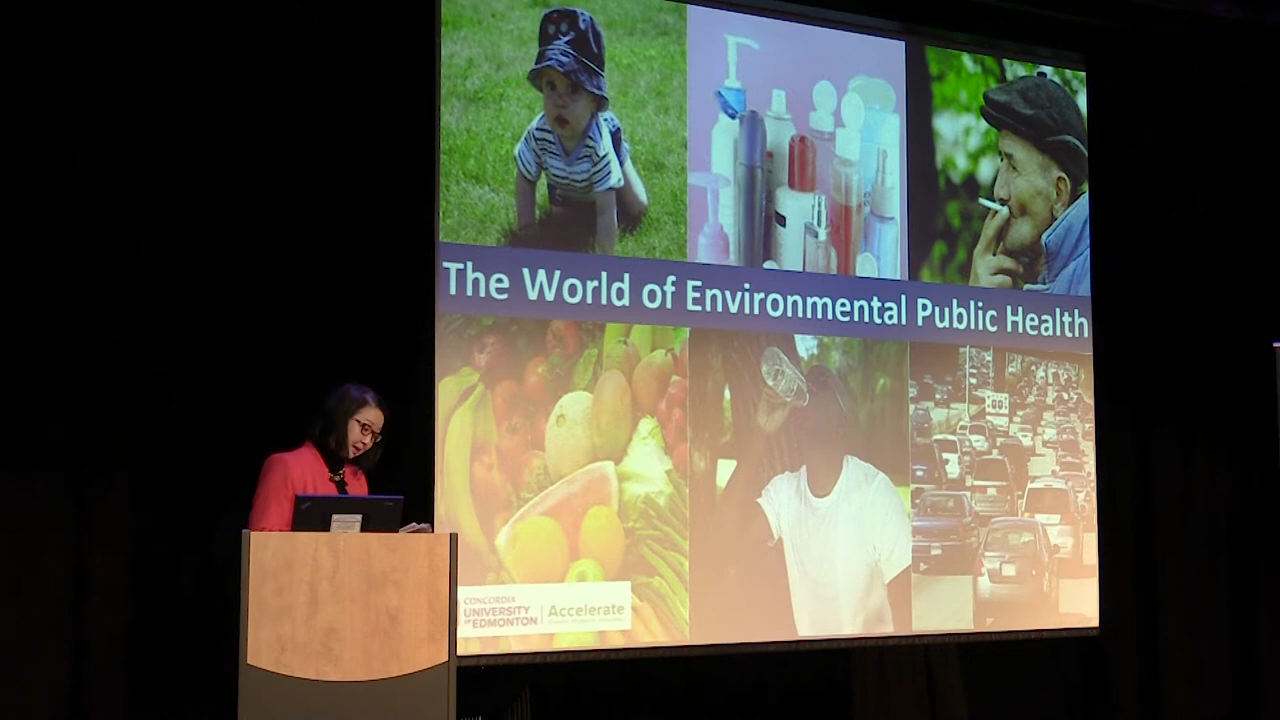 The World of Environmental Public Health
CONCORDIA
UNIVERSITY
OF EDMONTON
Accelerate